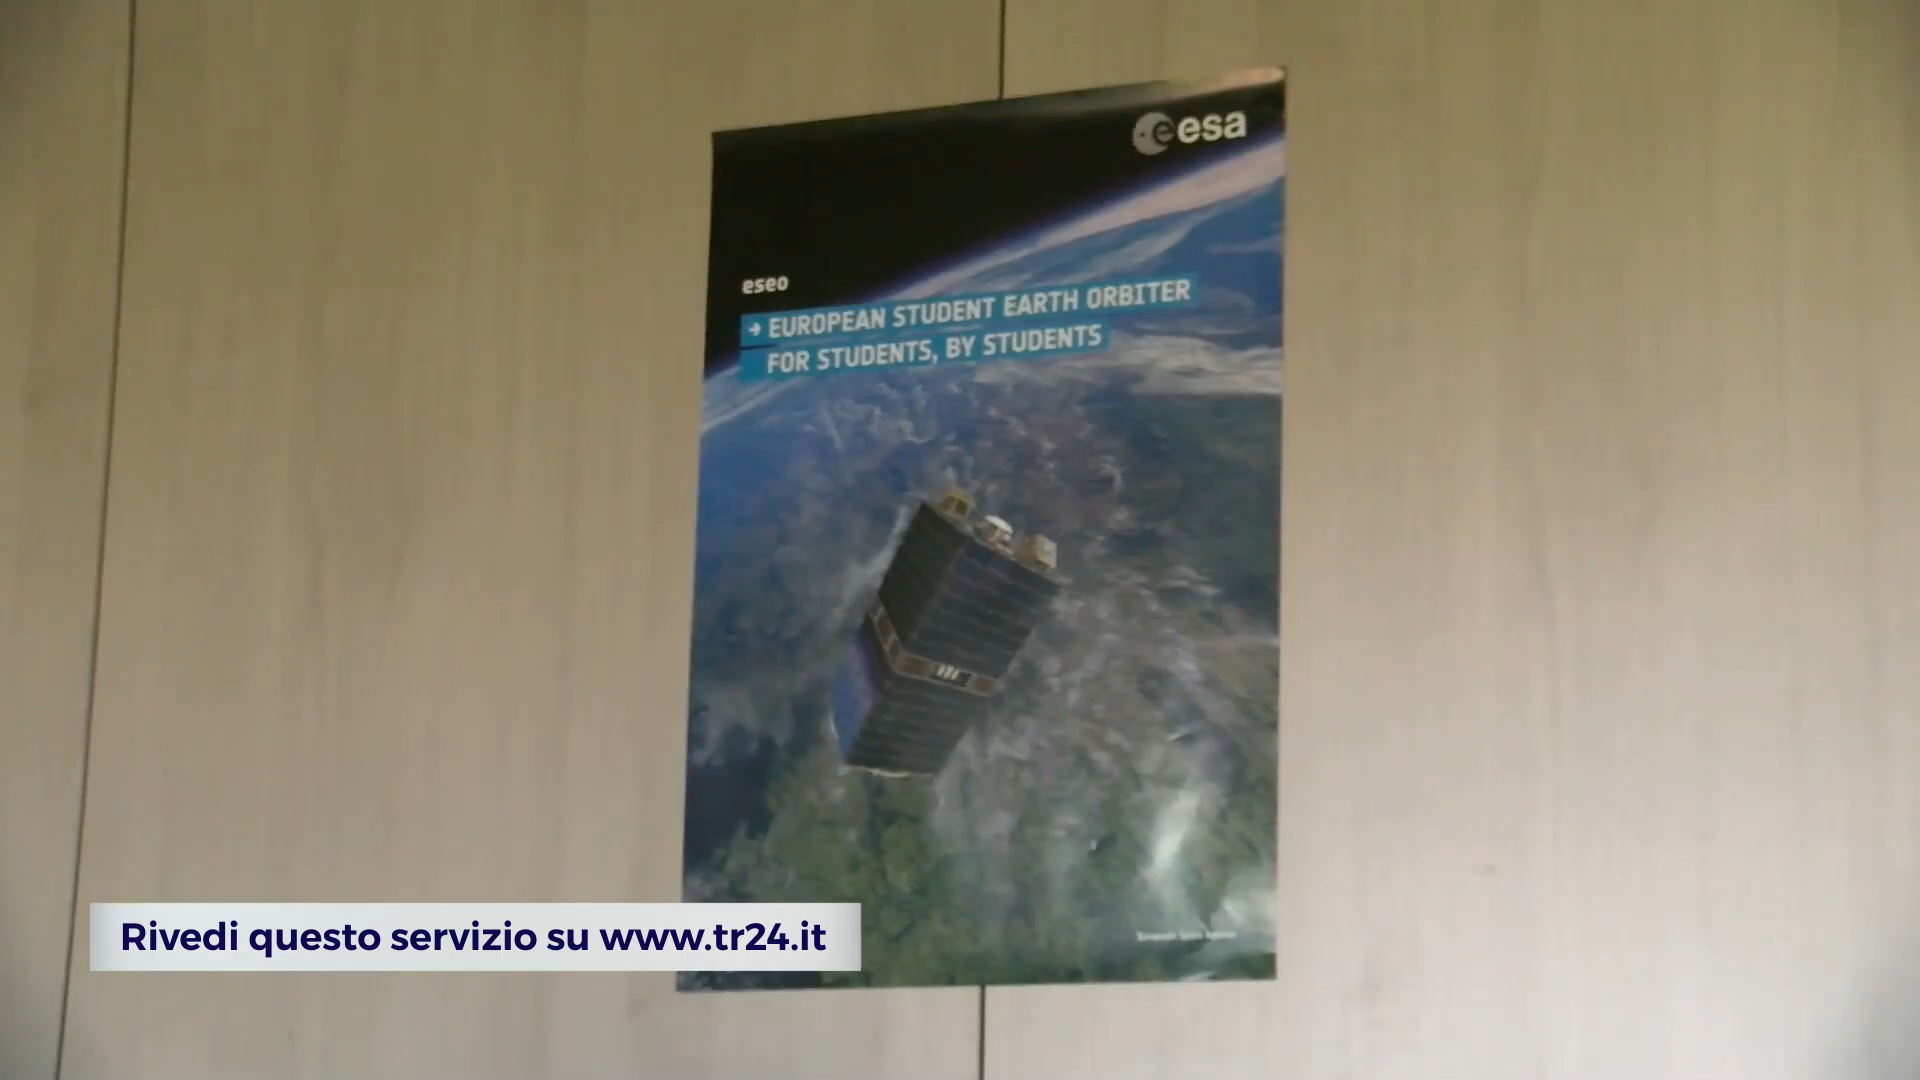 esa
eseo
→ EUROPEAN STUDENT EARTH ORBITER
FOR STUDENTS, BY STUDENTS
Rivedi questo servizio su www.tr24.it